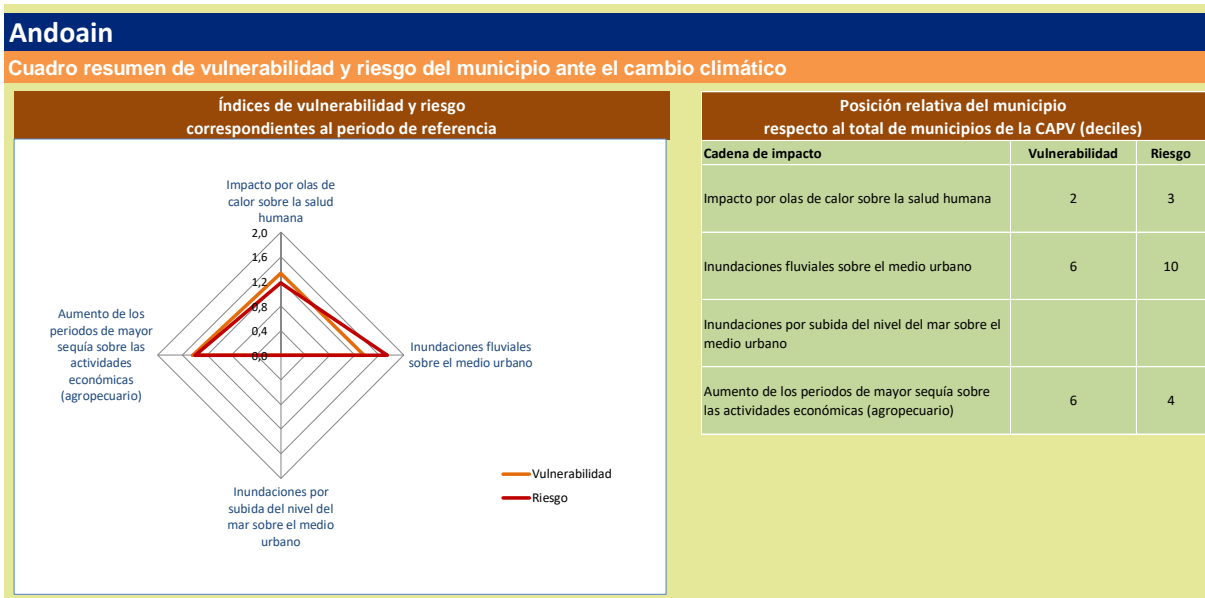 Andoain
Cuadro resumen de vulnerabilidad y riesgo del municipio ante el cambio climático
Índices de vulnerabilidad y riesgo
correspondientes al periodo de referencia
Impacto por olas de
calor sobre la salud
humana
2,0
1,6
1,2
0,8
0,4
0,0
Aumento de los
periodos de mayor
sequía sobre las
actividades
económicas
(agropecuario)
Inundaciones fluviales
sobre el medio urbano
Inundaciones por
subida del nivel del
mar sobre el medio
urbano
Vulnerabilidad
Riesgo
Posición relativa del municipio
respecto al total de municipios de la CAPV (deciles)
Cadena de impacto Vulnerabilidad Riesgo
Impacto por olas de calor sobre la salud humana 2 3
Inundaciones fluviales sobre el medio urbano 6 10
Inundaciones por subida del nivel del mar sobre el
medio urbano
Aumento de los periodos de mayor sequía sobre
las actividades económicas (agropecuario) 6 4